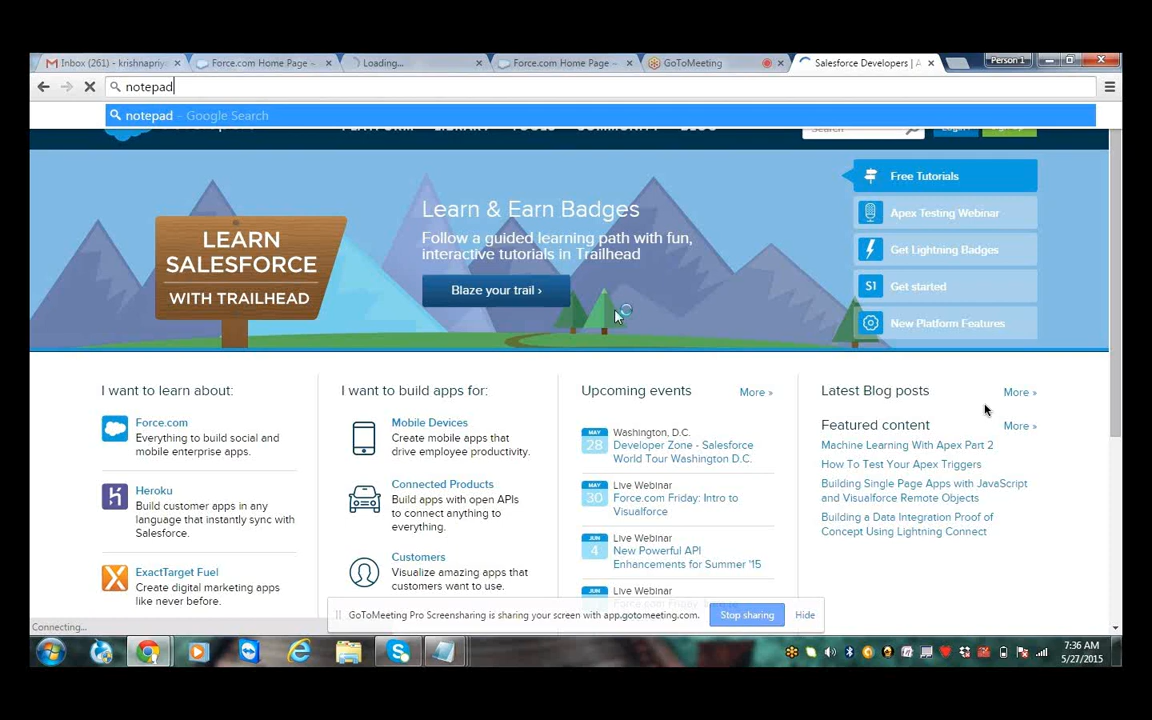 Inbox (261) - krishnapriy
Force.com Home Page ~
Loading...
Force.com Home Page ~
GoToMeeting
Salesforce Developers | A
Person 1
notepad
notepad - Google Search
Learn & Earn Badges
Follow a guided learning path with fun,
interactive tutorials in Trailhead
Blaze your trail ›
LEARN
SALESFORCE
WITH TRAILHEAD
Free Tutorials
Apex Testing Webinar
Get Lightning Badges
S1 Get started
New Platform Features
I want to learn about:
Force.com
Everything to build social and
mobile enterprise apps.
Heroku
Build customer apps in any
language that instantly sync with
Salesforce.
ExactTarget Fuel
Create digital marketing apps
like never before.
I want to build apps for:
Mobile Devices
Create mobile apps that
drive employee productivity.
Connected Products
Build apps with open APIs
to connect anything to
everything.
Customers
Visualize amazing apps that
customers want to use.
Upcoming events
More »
MAY
28
Washington, D.C.
Developer Zone - Salesforce
World Tour Washington D.C.
MAY
30
Live Webinar
Force.com Friday: Intro to
Visualforce
JUN
4
Live Webinar
New Powerful API
Enhancements for Summer '15
JUN
Live Webinar
Latest Blog posts
More »
Featured content
More »
Machine Learning With Apex Part 2
How To Test Your Apex Triggers
Building Single Page Apps with JavaScript
and Visualforce Remote Objects
Building a Data Integration Proof of
Concept Using Lightning Connect
GoToMeeting Pro Screensharing is sharing your screen with app.gotomeeting.com.
Stop sharing
Hide
Connecting...
7:36 AM
5/27/2015